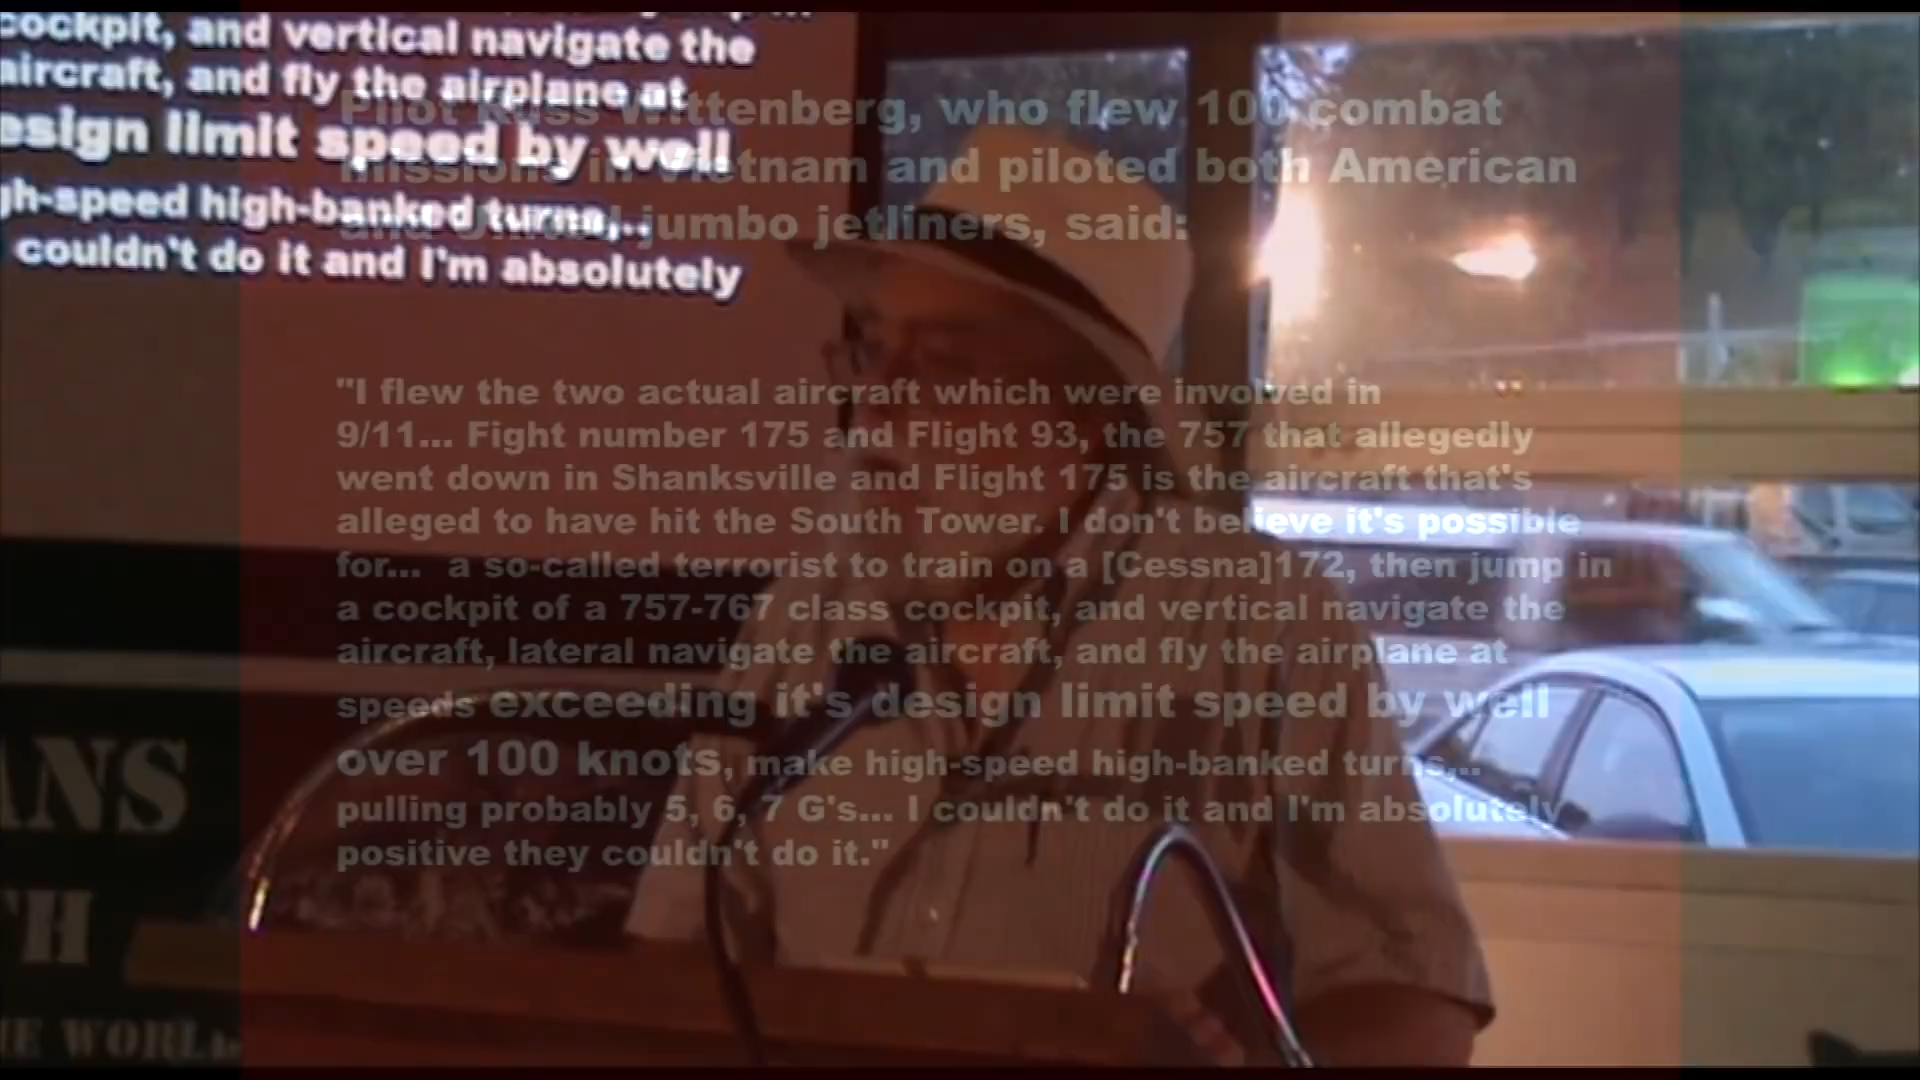 cockpit, and vertical navigate the
aircraft, and fly the airplane at
esign limit speed by well
gh-speed high-banked turns,..
couldn't do it and I'm absolutely
Pilot Russ Wittenberg, who flew 100 combat
missions in Vietnam and piloted both American
and United jumbo jetliners, said:
"I flew the two actual aircraft which were involved in
9/11... Fight number 175 and Flight 93, the 757 that allegedly
went down in Shanksville and Flight 175 is the aircraft that's
alleged to have hit the South Tower. I don't believe it's possible
for... a so-called terrorist to train on a [Cessna]172, then jump in
a cockpit of a 757-767 class cockpit, and vertical navigate the
aircraft, lateral navigate the aircraft, and fly the airplane at
speeds exceeding it's design limit speed by well
over 100 knots, make high-speed high-banked turns,..
pulling probably 5, 6, 7 G's... I couldn't do it and I'm absolutely
positive they couldn't do it."
ANS
TH
HE WORLD